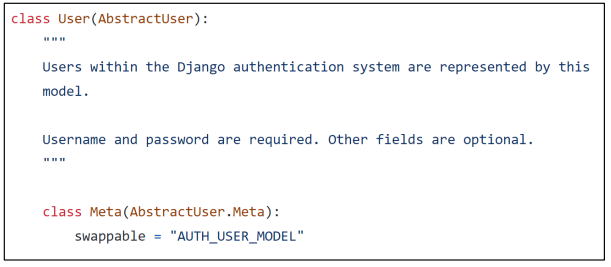 class User(AbstractUser):
    """
    Users within the Django authentication system are represented by this
    model.

    Username and password are required. Other fields are optional.
    """

    class Meta(AbstractUser.Meta):
        swappable = "AUTH_USER_MODEL"